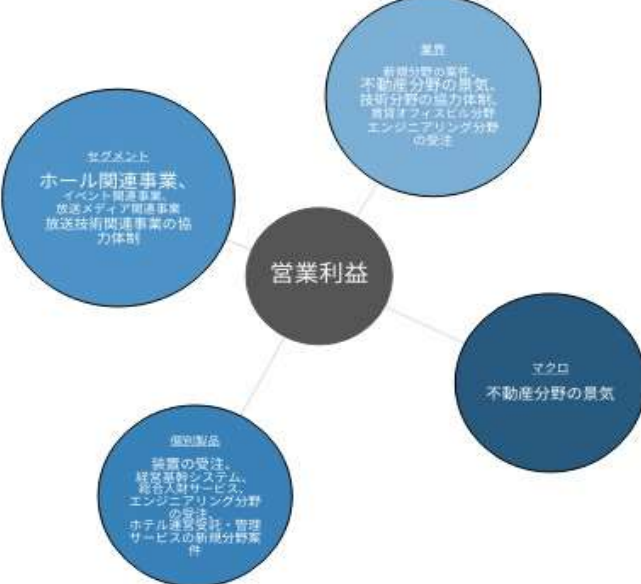 業界
新規分野の案件、
不動産分野の景気、
技術分野の協力体制、
賃貸オフィスビル分野
エンジニアリング分野
の受注
セグメント
ホール関連事業、
イベント関連事業、
放送メディア関連事業
放送技術関連事業の協
力体制
営業利益
マクロ
不動産分野の景気
個別製品
装置の受注、
経営基幹システム、
総合人財サービス、
エンジニアリング分野
の受注、
ホテル運営受託・管理
サービスの新規分野案
件